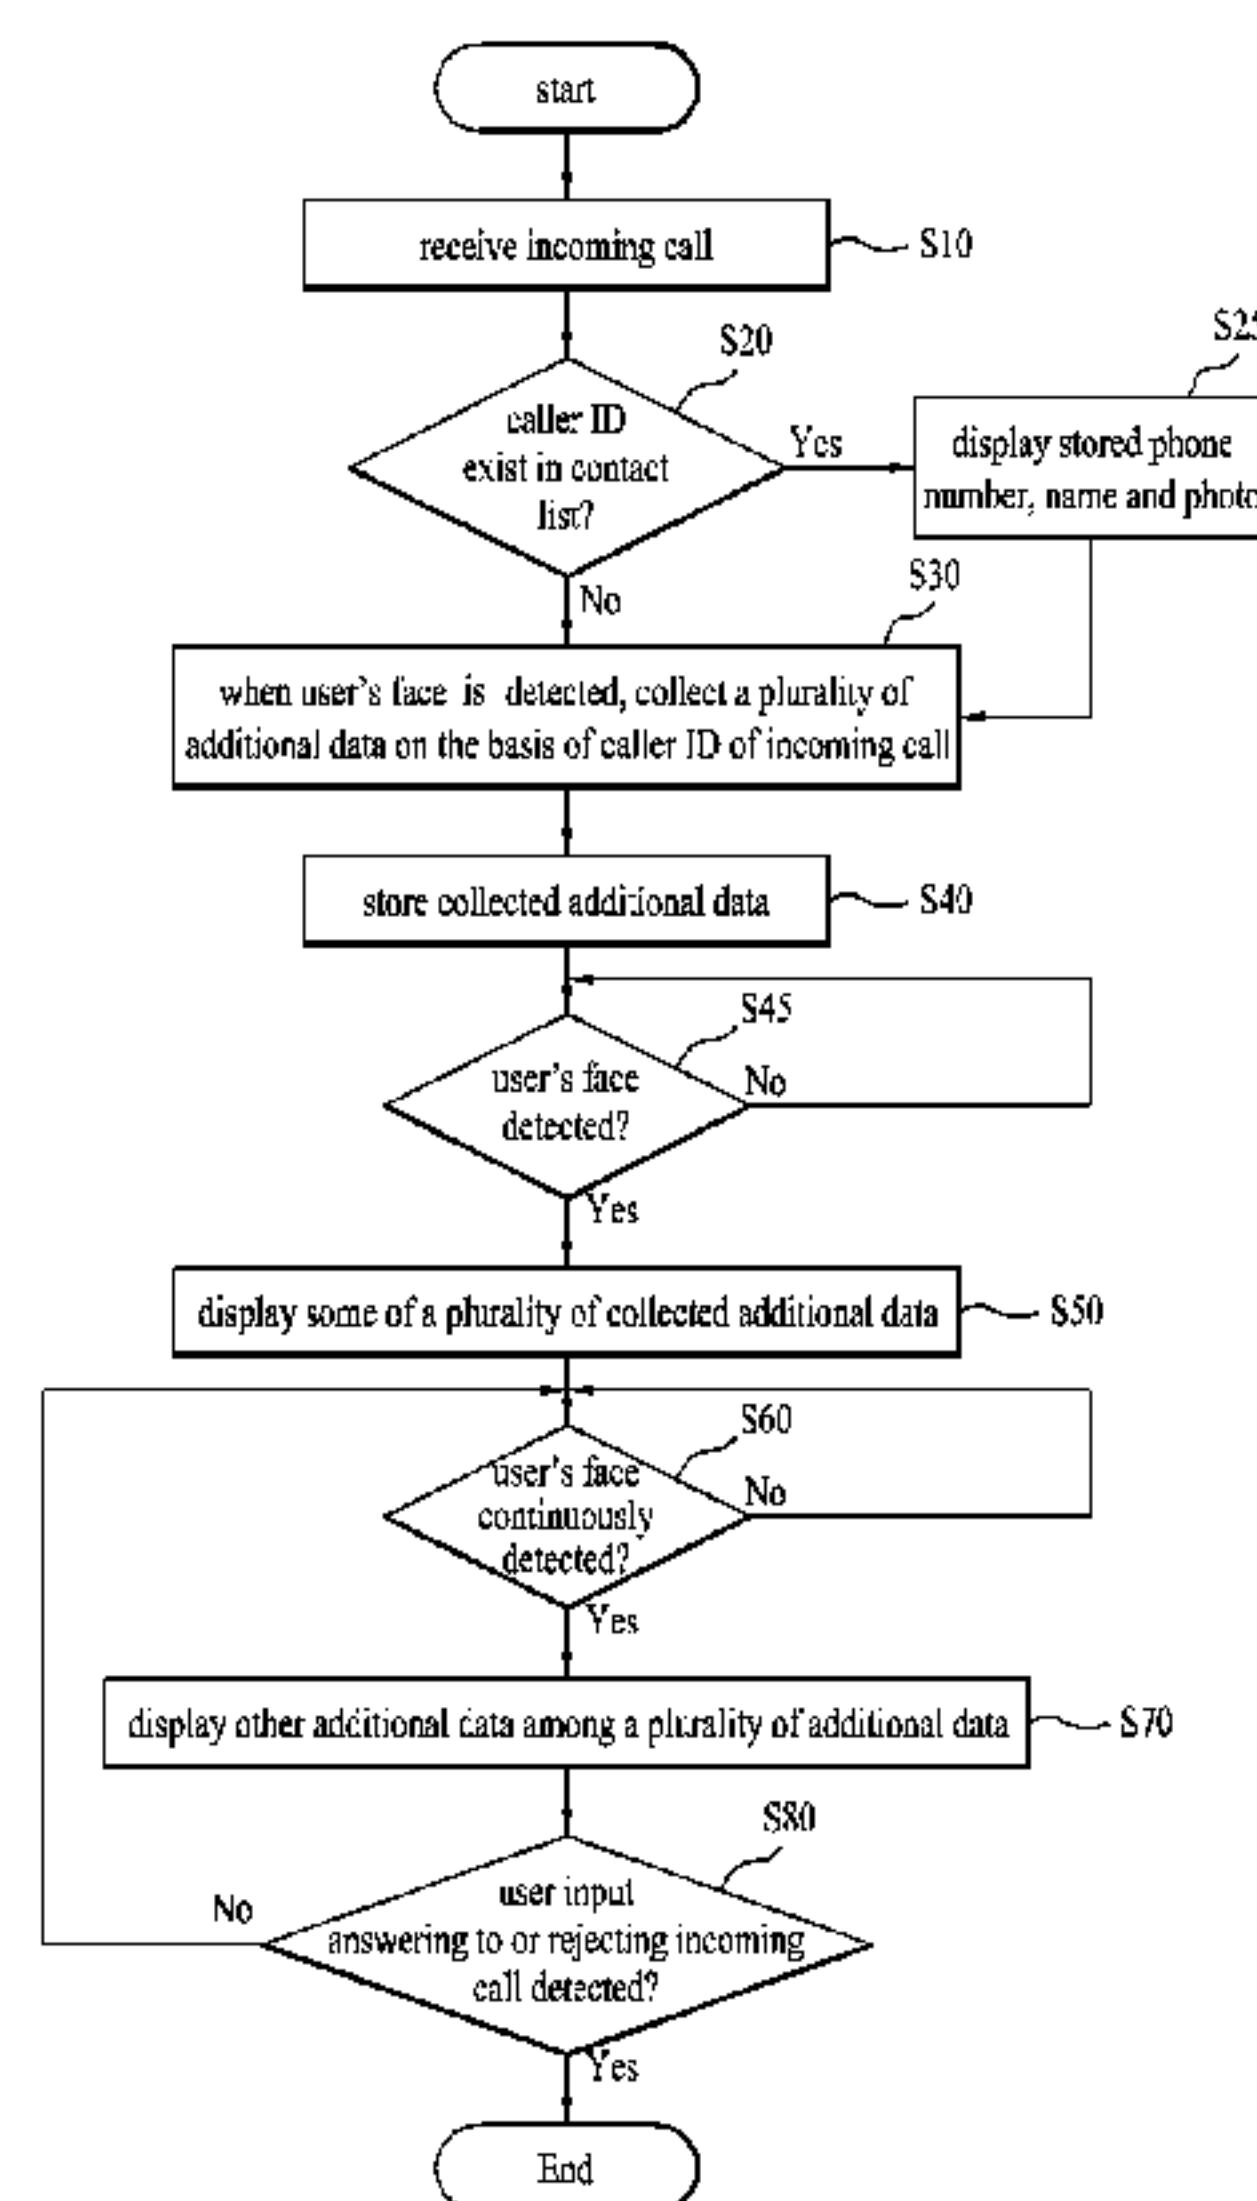 start
receive incoming call
S10
S20
caller ID
exist in contact
list?
Yes
S25
display stored phone
number, name and photo
No
S30
when user's face is detected, collect a plurality of
additional data on the basis of caller ID of incoming call
store collected additional data
S40
S45
user's face
detected?
No
Yes
display some of a plurality of collected additional data
S50
S60
user's face
continuously
detected?
No
Yes
display other additional data among a plurality of additional data
S70
S80
user input
answering to or rejecting incoming
call detected?
No
Yes
End